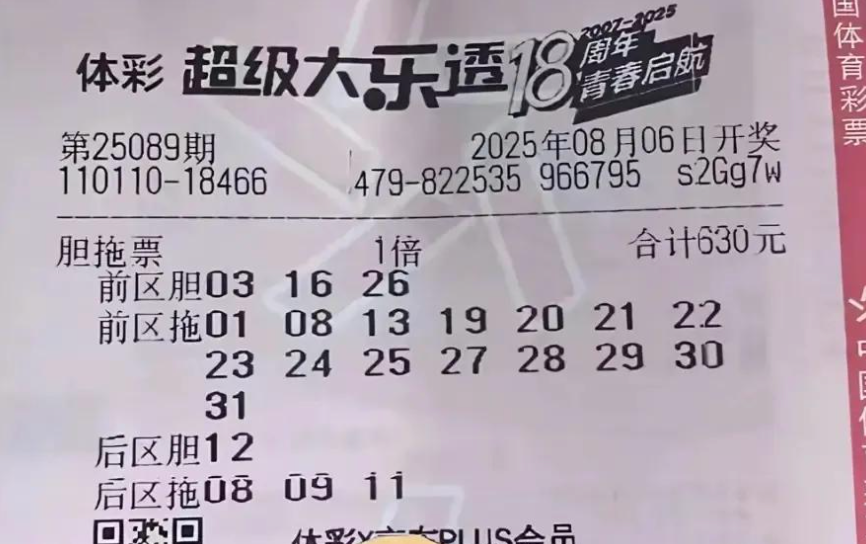 体彩 超级大乐透 18 2007-2025
周年
青春启航
第25089期 2025年08月06日开奖
110110-18466 479-822535 966795 s2Gg7w
胆拖票 1倍 合计630元
前区胆03 16 26
前区拖01 08 13 19 20 21 22
23 24 25 27 28 29 30
31
后区胆12
后区拖08 09 11
PLUS会员
国体育彩票
中国